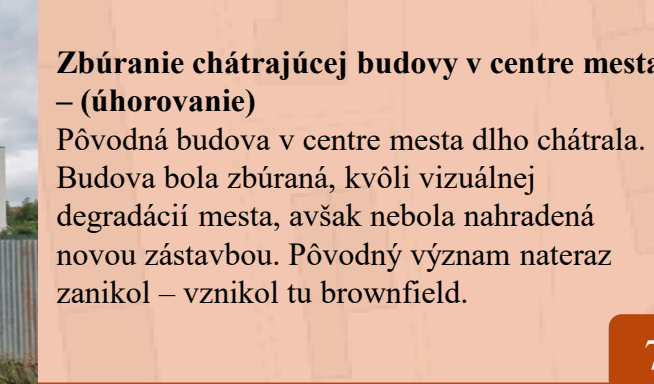 Zbúranie chátrajúcej budovy v centre mesta
– (úhorovanie)
Pôvodná budova v centre mesta dlho chátrala.
Budova bola zbúraná, kvôli vizuálnej
degradácií mesta, avšak nebola nahradená
novou zástavbou. Pôvodný význam nateraz
zanikol – vznikol tu brownfield.
7